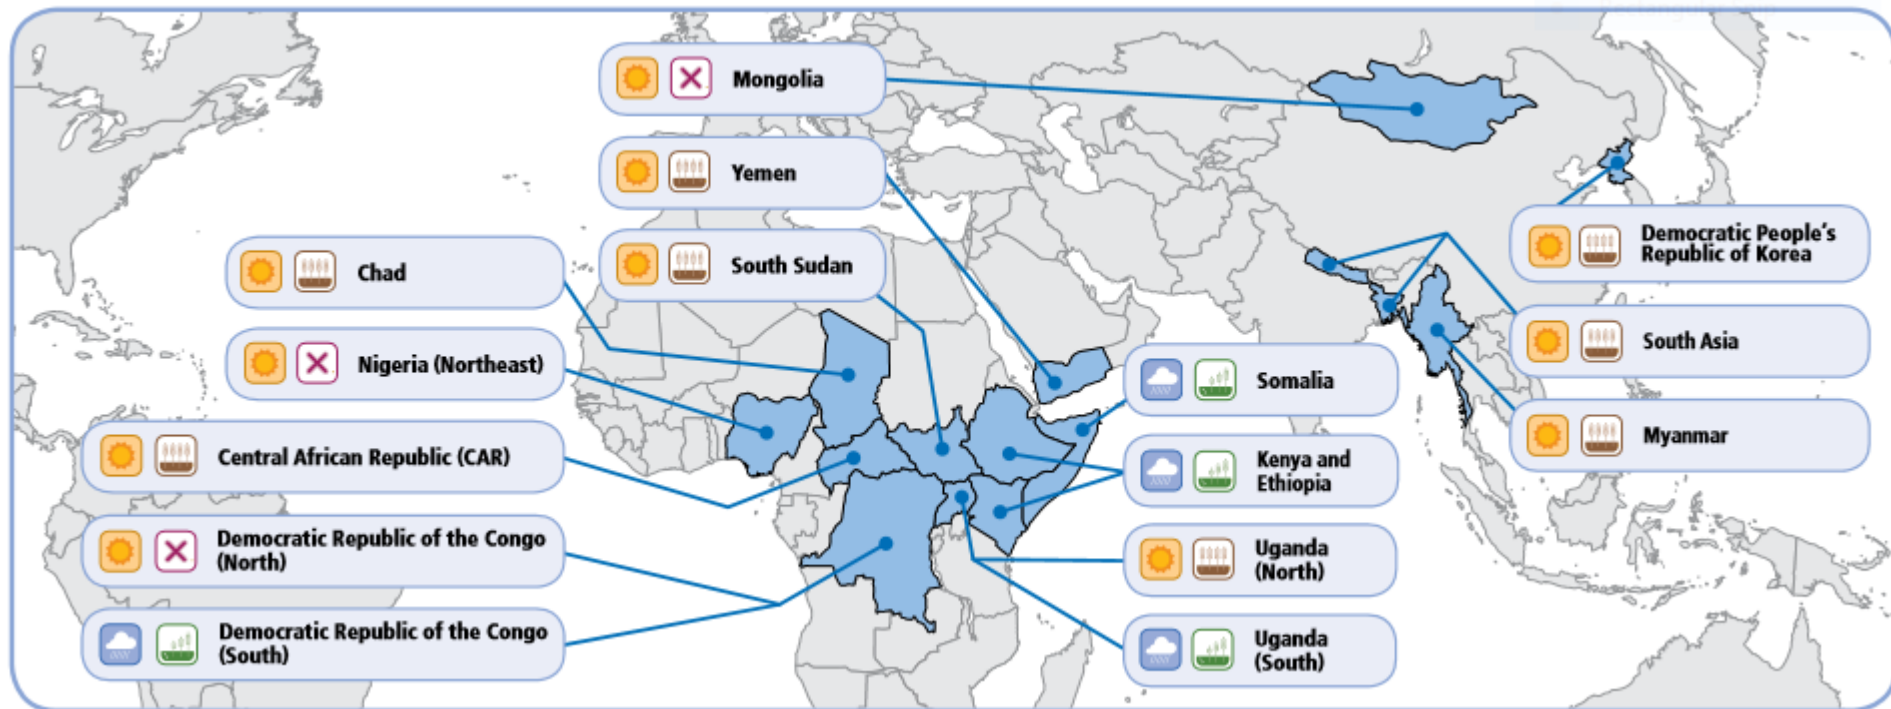 Mongolia
Yemen
South Sudan
Chad
Nigeria (Northeast)
Central African Republic (CAR)
Democratic Republic of the Congo
(North)
Democratic Republic of the Congo
(South)
Democratic People's
Republic of Korea
South Asia
Myanmar
Somalia
Kenya and
Ethiopia
Uganda
(North)
Uganda
(South)